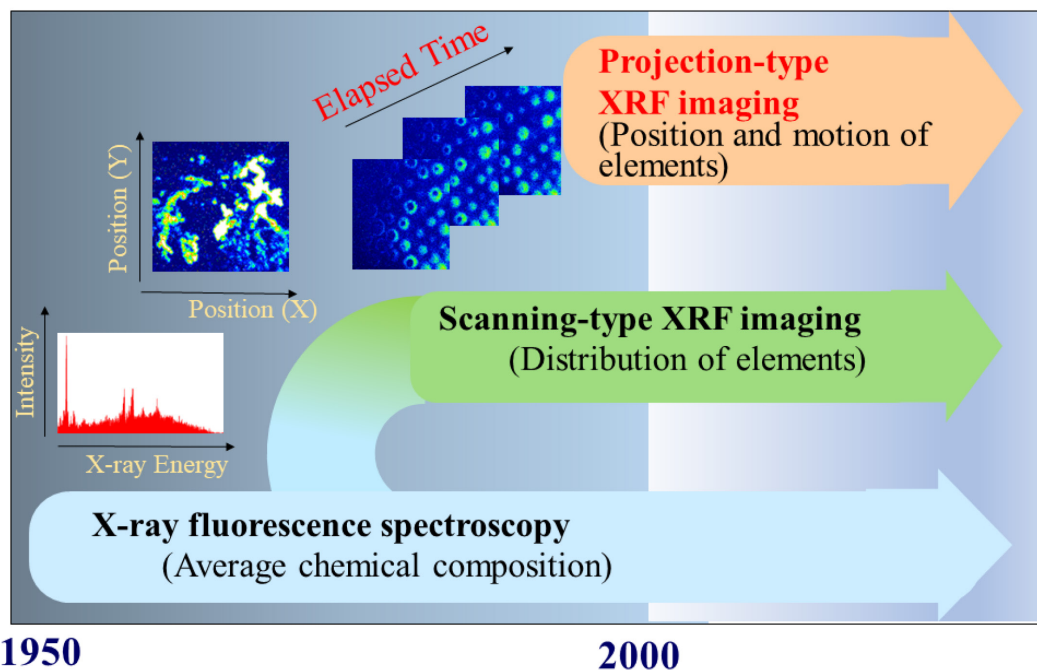 Elapsed Time
Projection-type
XRF imaging
(Position and motion of
elements)
Position (Y)
Position (X)
Scanning-type XRF imaging
(Distribution of elements)
Intensity
X-ray Energy
X-ray fluorescence spectroscopy
(Average chemical composition)
1950
2000